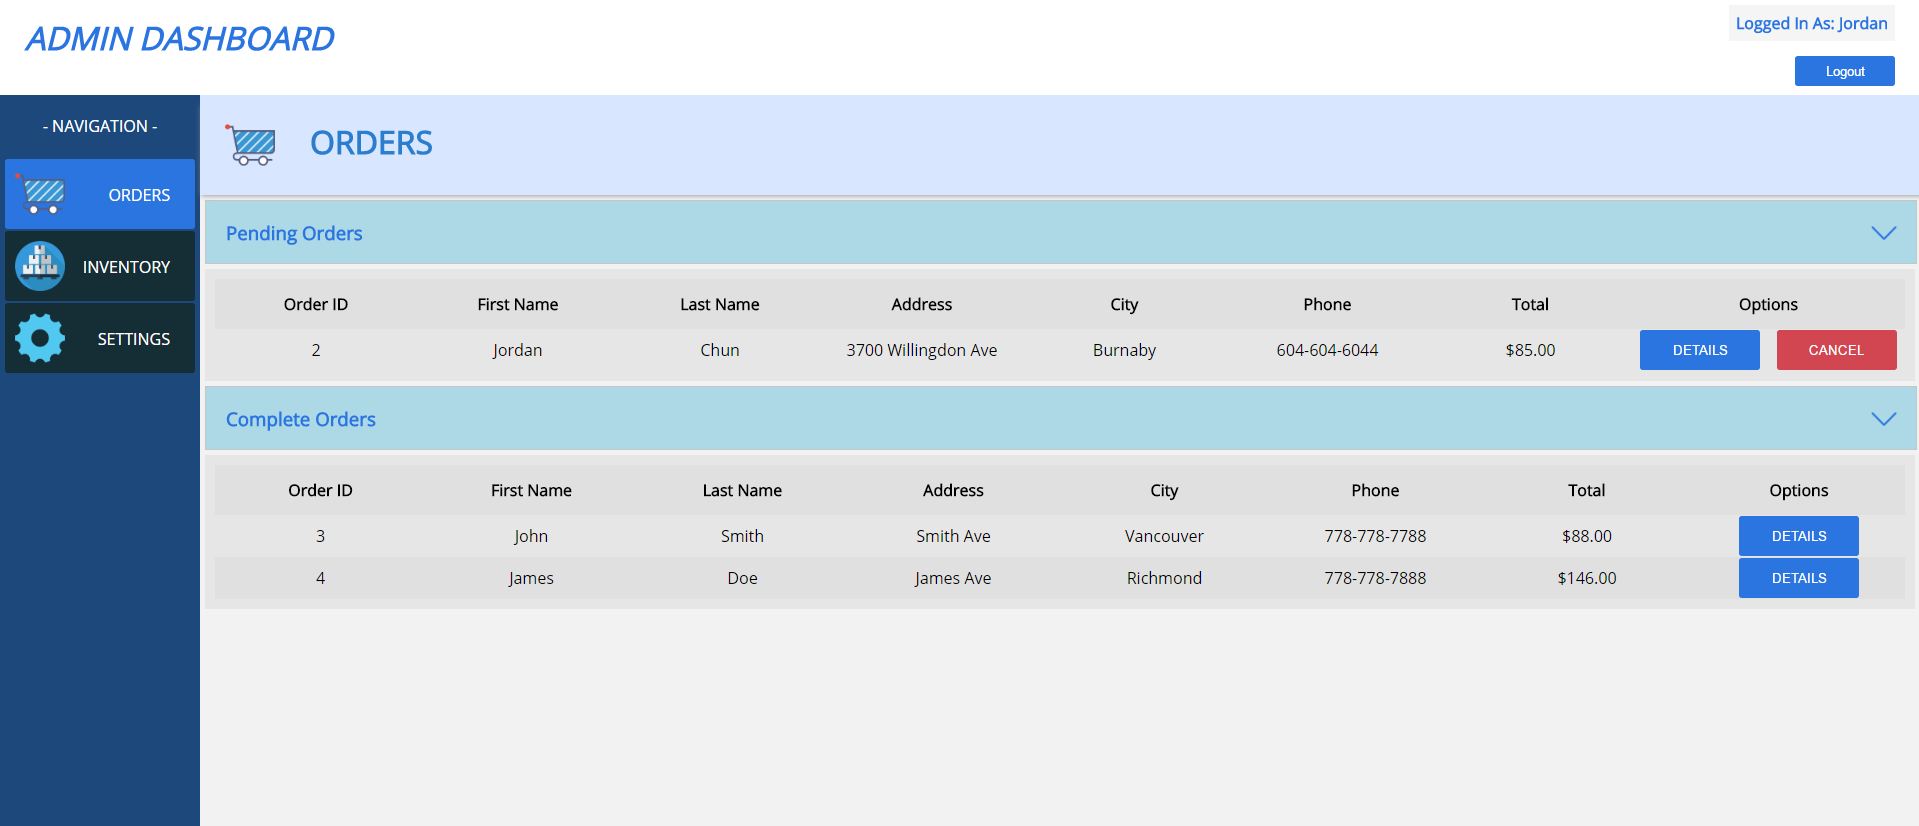 ADMIN DASHBOARD
Logged In As: Jordan
Logout
- NAVIGATION -
ORDERS
INVENTORY
SETTINGS
ORDERS
Pending Orders
Order ID First Name Last Name Address City Phone Total Options
2 Jordan Chun 3700 Willingdon Ave Burnaby 604-604-6044 $85.00 DETAILS CANCEL
Complete Orders
Order ID First Name Last Name Address City Phone Total Options
3 John Smith Smith Ave Vancouver 778-778-7788 $88.00 DETAILS
4 James Doe James Ave Richmond 778-778-7888 $146.00 DETAILS